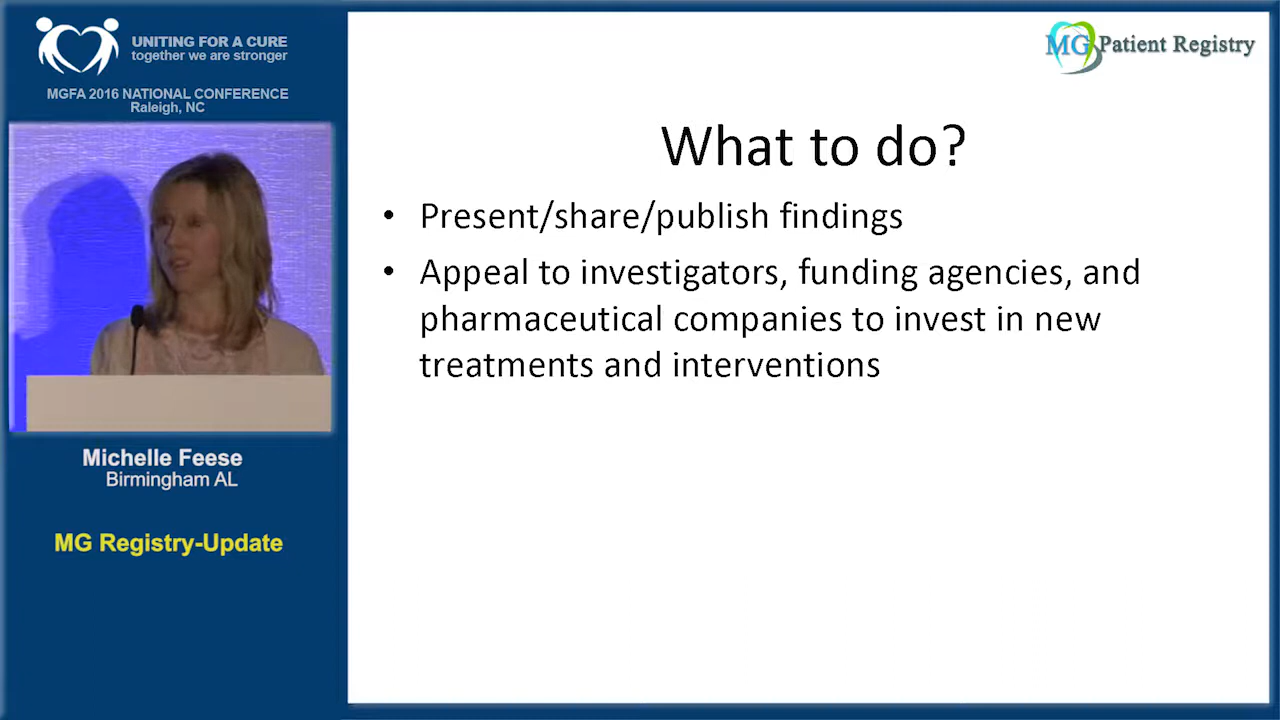 UNITING FOR A CURE
together we are stronger
MGFA 2016 NATIONAL CONFERENCE
Raleigh, NC
Michelle Feese
Birmingham AL
MG Registry-Update
MG Patient Registry
What to do?
• Present/share/publish findings
• Appeal to investigators, funding agencies, and
pharmaceutical companies to invest in new
treatments and interventions